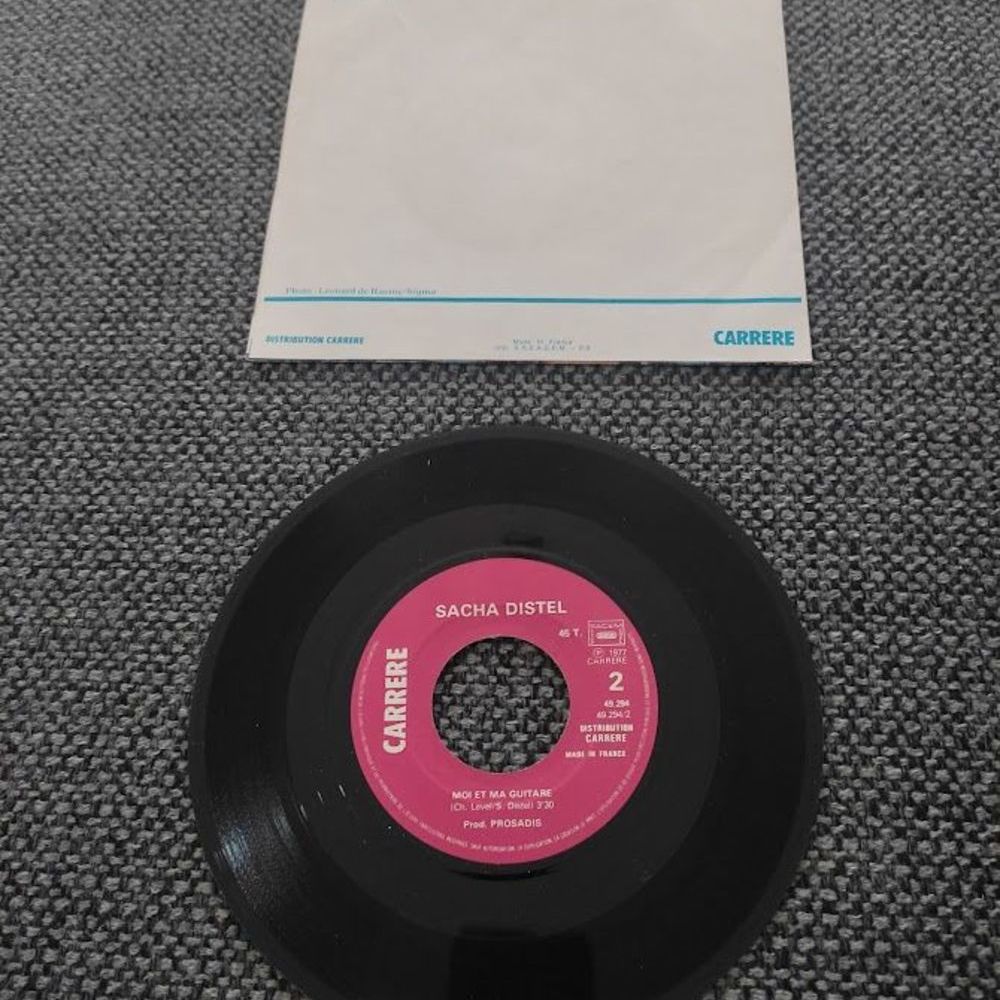 Photo : Leonard de Raemy/Sygma
DISTRIBUTION CARRERE
Made in France
CARRERE
SACHA DISTEL
45 T.
SACEM
℗ 1977
CARRERE
2
49.294
49.294/2
DISTRIBUTION
CARRERE
MADE IN FRANCE
CARRERE
MOI ET MA GUITARE
(Ch. Level/S. Distel) 3'30
Prod. PROSADIS